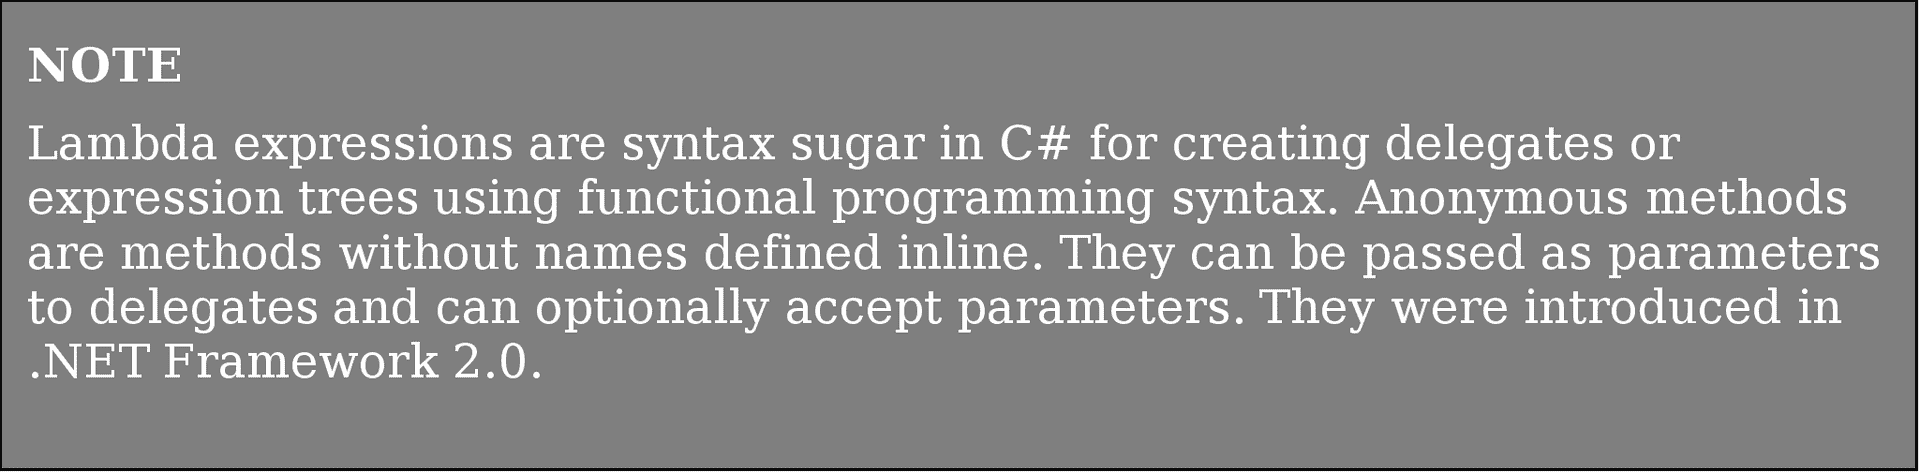 NOTE
Lambda expressions are syntax sugar in C# for creating delegates or
expression trees using functional programming syntax. Anonymous methods
are methods without names defined inline. They can be passed as parameters
to delegates and can optionally accept parameters. They were introduced in
.NET Framework 2.0.